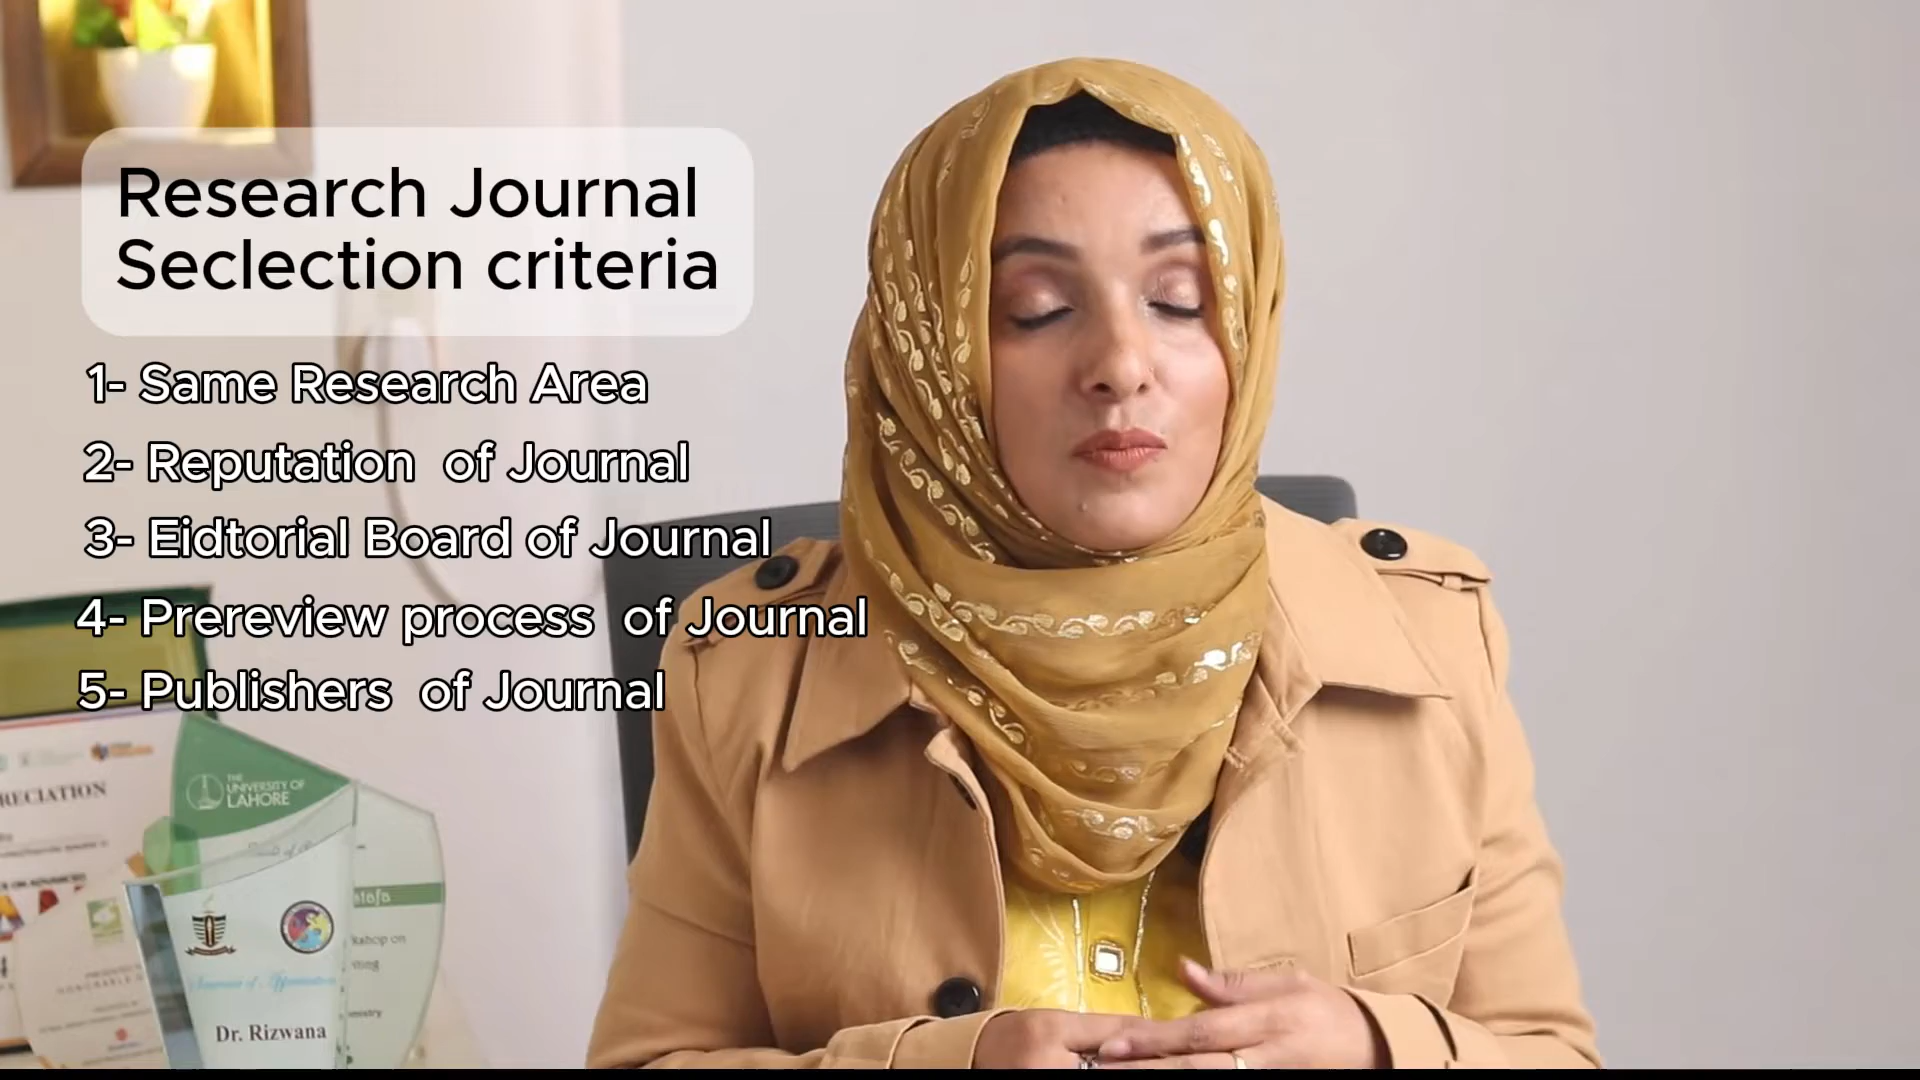 Research Journal
Seclection criteria
1- Same Research Area
2- Reputation of Journal
3- Eidtorial Board of Journal
4- Prereview process of Journal
5- Publishers of Journal
RECIATION
THE
UNIVERSITY OF
LAHORE
Dr. Rizwana